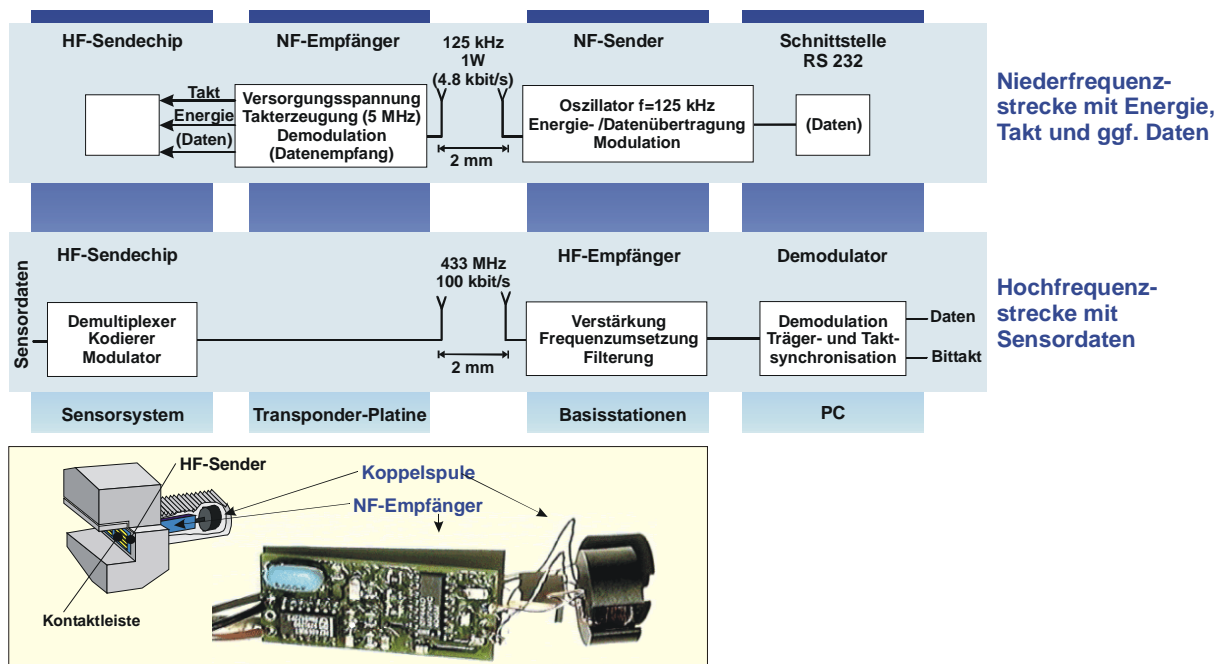 HF-Sendechip
NF-Empfänger
125 kHz
1W
(4.8 kbit/s)
NF-Sender
Schnittstelle
RS 232
Takt
Energie
(Daten)
Versorgungsspannung
Takterzeugung (5 MHz)
Demodulation
(Datenempfang)
2 mm
Oszillator f=125 kHz
Energie- /Datenübertragung
Modulation
(Daten)
Niederfrequenz-
strecke mit Energie,
Takt und ggf. Daten
HF-Sendechip
433 MHz
100 kbit/s
HF-Empfänger
Demodulator
Sensordaten
Demultiplexer
Kodierer
Modulator
2 mm
Verstärkung
Frequenzumsetzung
Filterung
Demodulation
Träger- und Takt-
synchronisation
Daten
Bittakt
Hochfrequenz-
strecke mit
Sensordaten
Sensorsystem
Transponder-Platine
Basisstationen
PC
HF-Sender
Koppelspule
NF-Empfänger
Kontaktleiste